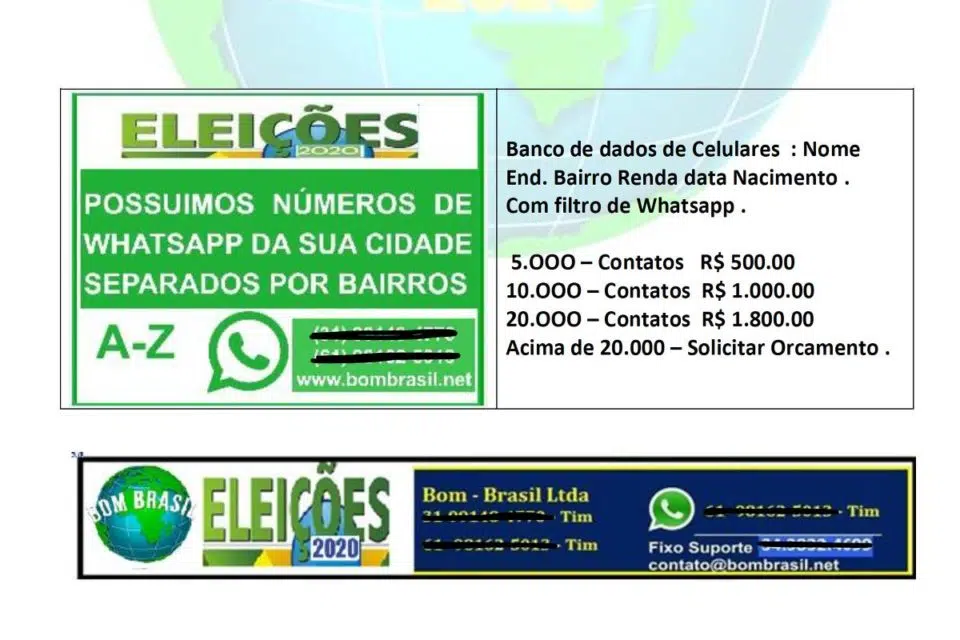 2020
ELEIÇÕES
2020
POSSUIMOS NÚMEROS DE
WHATSAPP DA SUA CIDADE
SEPARADOS POR BAIRROS
A-Z
www.bombrasil.net
Banco de dados de Celulares : Nome
End. Bairro Renda data Nacimento .
Com filtro de Whatsapp .
5.OOO – Contatos R$ 500.00
10.OOO – Contatos R$ 1.000.00
20.OOO – Contatos R$ 1.800.00
Acima de 20.000 – Solicitar Orcamento .
BOM BRASIL
ELEIÇÕES
2020
Bom - Brasil Ltda
- Tim
- Tim
- Tim
Fixo Suporte
contato@bombrasil.net